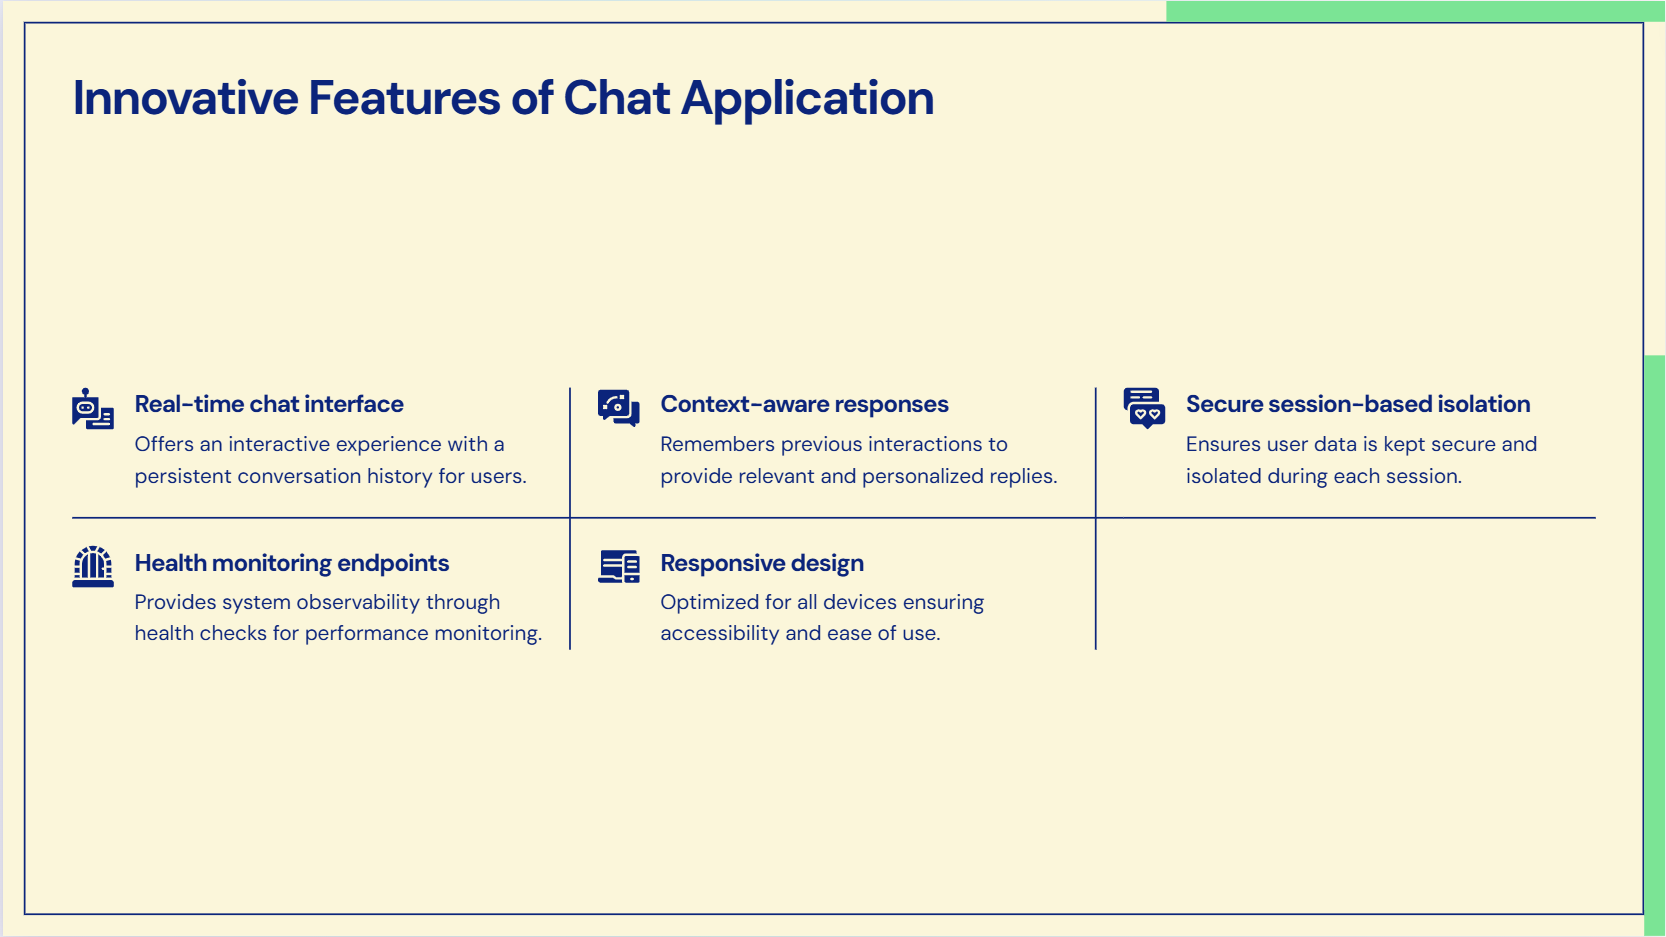 Innovative Features of Chat Application
Real-time chat interface
Offers an interactive experience with a
persistent conversation history for users.
Context-aware responses
Remembers previous interactions to
provide relevant and personalized replies.
Secure session-based isolation
Ensures user data is kept secure and
isolated during each session.
Health monitoring endpoints
Provides system observability through
health checks for performance monitoring.
Responsive design
Optimized for all devices ensuring
accessibility and ease of use.